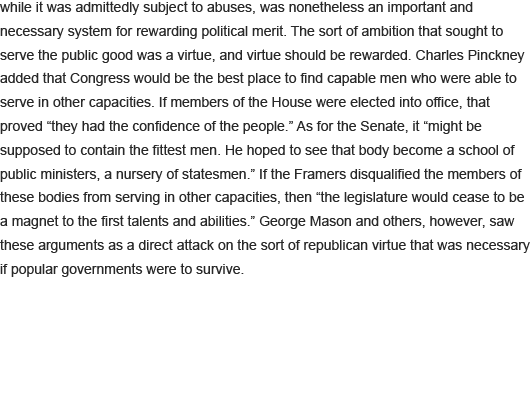 while it was admittedly subject to abuses, was nonetheless an important and
necessary system for rewarding political merit. The sort of ambition that sought to
serve the public good was a virtue, and virtue should be rewarded. Charles Pinckney
added that Congress would be the best place to find capable men who were able to
serve in other capacities. If members of the House were elected into office, that
proved “they had the confidence of the people.” As for the Senate, it “might be
supposed to contain the fittest men. He hoped to see that body become a school of
public ministers, a nursery of statesmen.” If the Framers disqualified the members of
these bodies from serving in other capacities, then “the legislature would cease to be
a magnet to the first talents and abilities.” George Mason and others, however, saw
these arguments as a direct attack on the sort of republican virtue that was necessary
if popular governments were to survive.